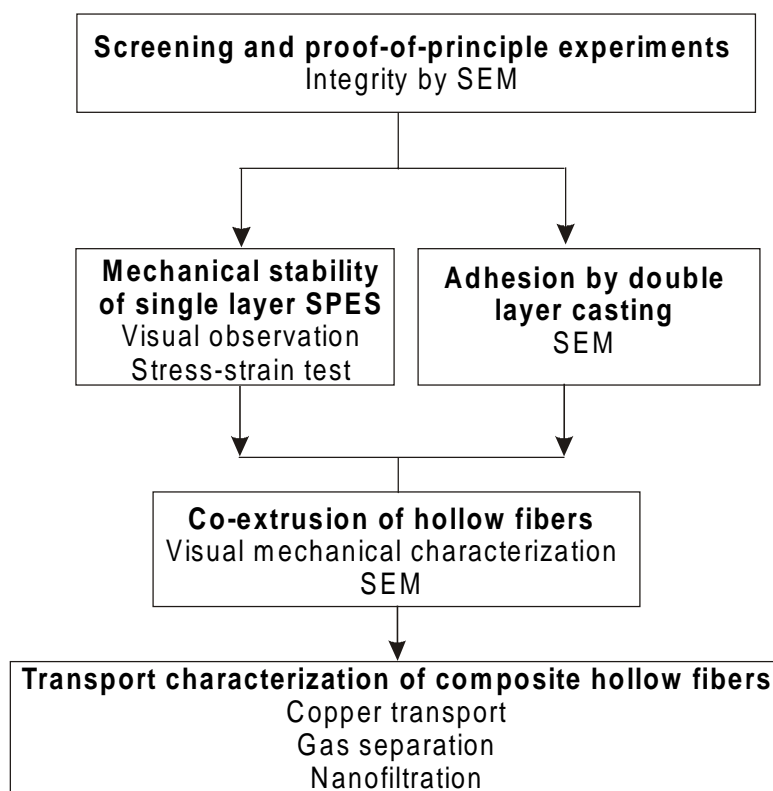 Screening and proof-of-principle experiments
Integrity by SEM
Mechanical stability
of single layer SPES
Visual observation
Stress-strain test
Adhesion by double
layer casting
SEM
Co-extrusion of hollow fibers
Visual mechanical characterization
SEM
Transport characterization of composite hollow fibers
Copper transport
Gas separation
Nanofiltration